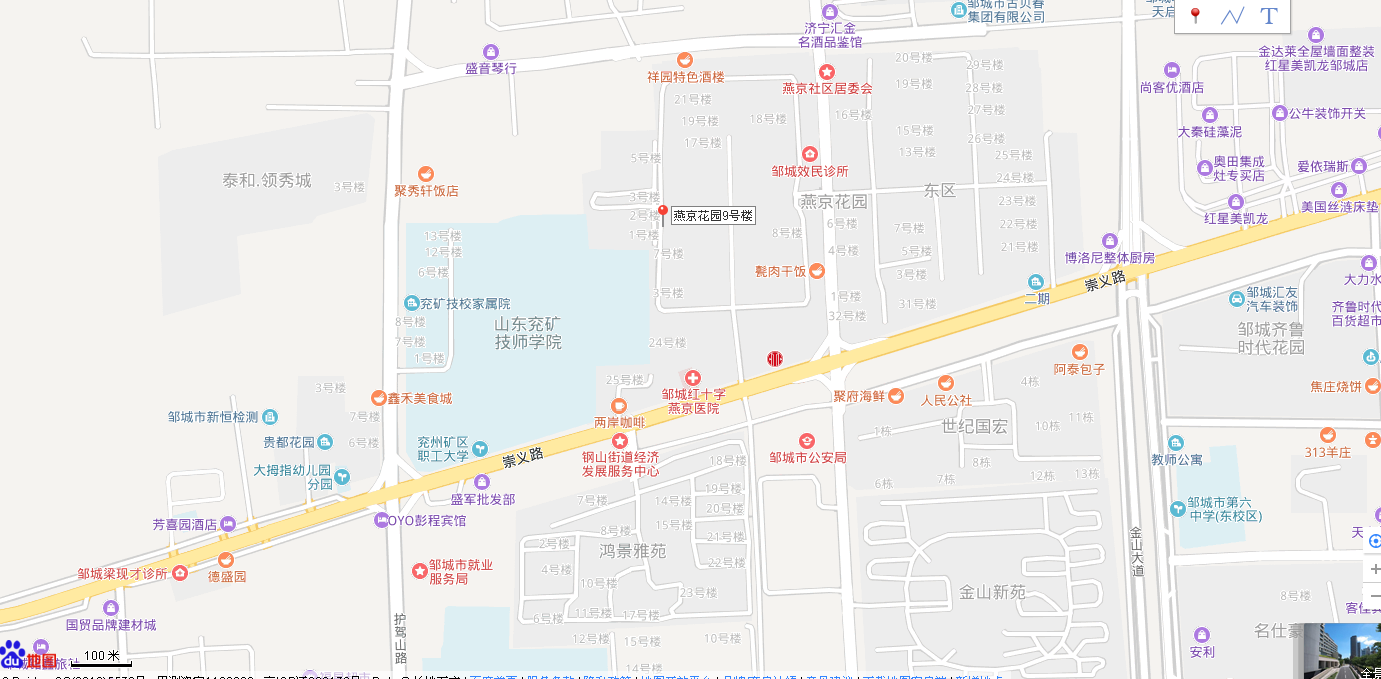 邹城市古贝春
集团有限公司
T
济宁汇金
名酒品鉴馆
金达莱全屋墙面整装
红星美凯龙邹城店
盛音琴行
祥园特色酒楼
燕京社区居委会
20号楼
29号楼
尚客优酒店
19号楼
28号楼
21号楼
27号楼
公牛装饰开关
16号楼
19号楼
18号楼
15号楼
26号楼
大秦硅藻泥
17号楼
13号楼
25号楼
5号楼
奥田集成
灶专买店
爱依瑞斯
邹城效民诊所
24号楼
泰和.领秀城
3号楼
聚秀轩饭店
3号楼
燕京花园
东区
23号楼
美国丝涟床垫
2号楼
燕京花园9号楼
红星美凯龙
6号楼
22号楼
13号楼
1号楼
8号楼
7号楼
12号楼
7号楼
4号楼
5号楼
21号楼
博洛尼整体厨房
6号楼
髡肉干饭
3号楼
崇义路
大力水
3号楼
1号楼
31号楼
二期
邹城汇友
汽车装饰
兖矿技校家属院
32号楼
齐鲁时代
百货超市
8号楼
山东兖矿
技师学院
邹城齐鲁
时代花园
7号楼
24号楼
1号楼
阿泰包子
3号楼
25号楼
邹城红十字
燕京医院
4栋
焦庄烧饼
鑫禾美食城
聚府海鲜
人民公社
邹城市新恒检测
7号楼
两岸咖啡
11栋
世纪国宏
10栋
1栋
贵都花园
6号楼
兖州矿区
职工大学
崇义路
钢山街道经济
发展服务中心
邹城市公安局
教师公寓
313羊庄
大拇指幼儿园
分园
18号楼
8栋
12栋
7栋
6栋
盛军批发部
19号楼
7号楼
14号楼
20号楼
邹城市第六
中学(东校区)
芳喜园酒店
OYO彭程宾馆
15号楼
8号楼
21号楼
金山大道
天
2号楼
鸿景雅苑
22号楼
邹城梁现才诊所
德盛园
邹城市就业
服务局
4号楼
10号楼
23号楼
金山新苑
8号楼
国贸品牌建材城
6号楼
11号楼
17号楼
客佳
护驾山路
12号楼
15号楼
10号楼
名仕豪
安利
du地图
100 米
14号楼
全景